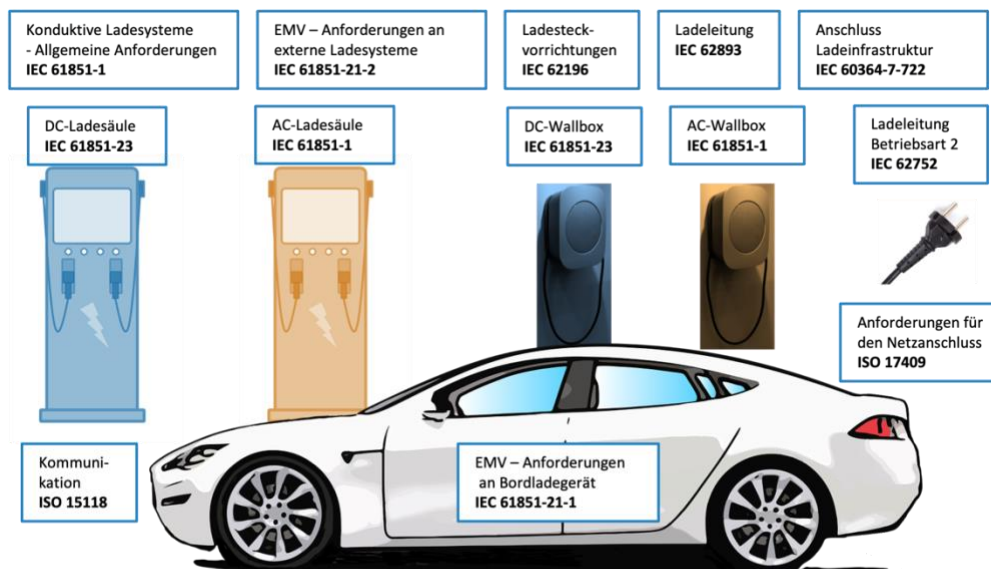 Konduktive Ladesysteme
- Allgemeine Anforderungen
IEC 61851-1
EMV – Anforderungen an
externe Ladesysteme
IEC 61851-21-2
Ladesteck-
vorrichtungen
IEC 62196
Ladeleitung
IEC 62893
Anschluss
Ladeinfrastruktur
IEC 60364-7-722
DC-Ladesäule
IEC 61851-23
AC-Ladesäule
IEC 61851-1
DC-Wallbox
IEC 61851-23
AC-Wallbox
IEC 61851-1
Ladeleitung
Betriebsart 2
IEC 62752
Anforderungen für
den Netzanschluss
ISO 17409
Kommuni-
kation
ISO 15118
EMV – Anforderungen
an Bordladegerät
IEC 61851-21-1